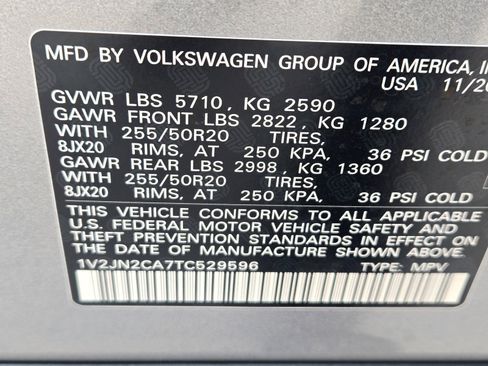 MFD BY VOLKSWAGEN GROUP OF AMERICA,
USA 11/20
GVWR LBS 5710, KG 2590
GAWR FRONT LBS 2822, KG 1280
WITH 255/50R20 TIRES,
8JX20 RIMS, AT 250 KPA, 36 PSI COLD
GAWR REAR LBS 2998, KG 1360
WITH 255/50R20 TIRES,
8JX20 RIMS, AT 250 KPA, 36 PSI COLD
THIS VEHICLE CONFORMS TO ALL APPLICABLE
U.S. FEDERAL MOTOR VEHICLE SAFETY AND
THEFT PREVENTION STANDARDS IN EFFECT ON
THE DATE OF MANUFACTURE SHOWN ABOVE
1V2JN2CA7TC529596 TYPE: MPV